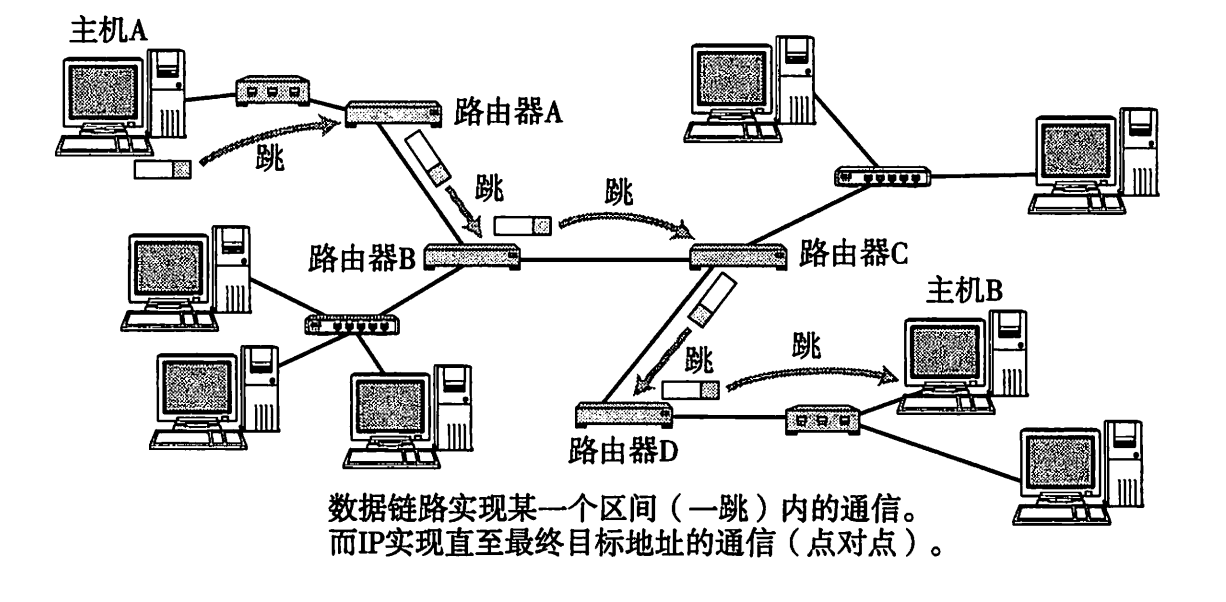 主机A
路由器A
跳
跳
跳
路由器B
路由器C
主机B
跳
跳
路由器D
数据链路实现某一个区间（一跳）内的通信。
而IP实现直至最终目标地址的通信（点对点）。